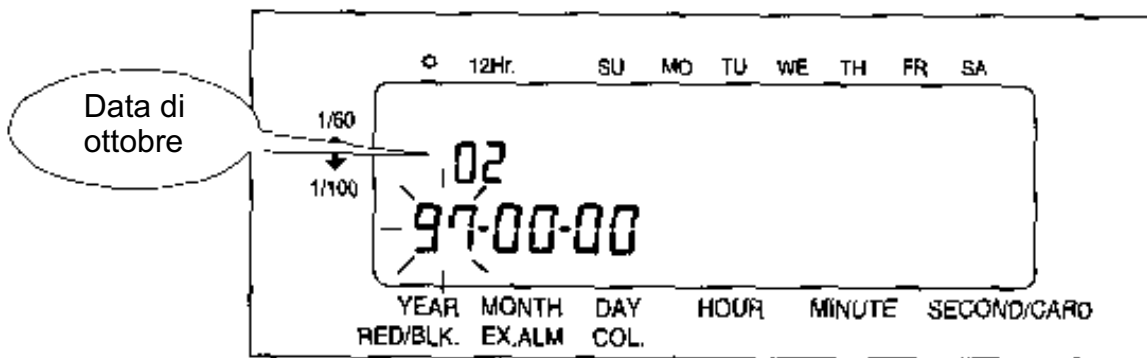 12Hr. SU MO TU WE TH FR SA
Data di
ottobre
1/60
1/100
02
97-00-00
YEAR MONTH DAY HOUR MINUTE SECOND/CARD
RED/BLK. EX.ALM COL.